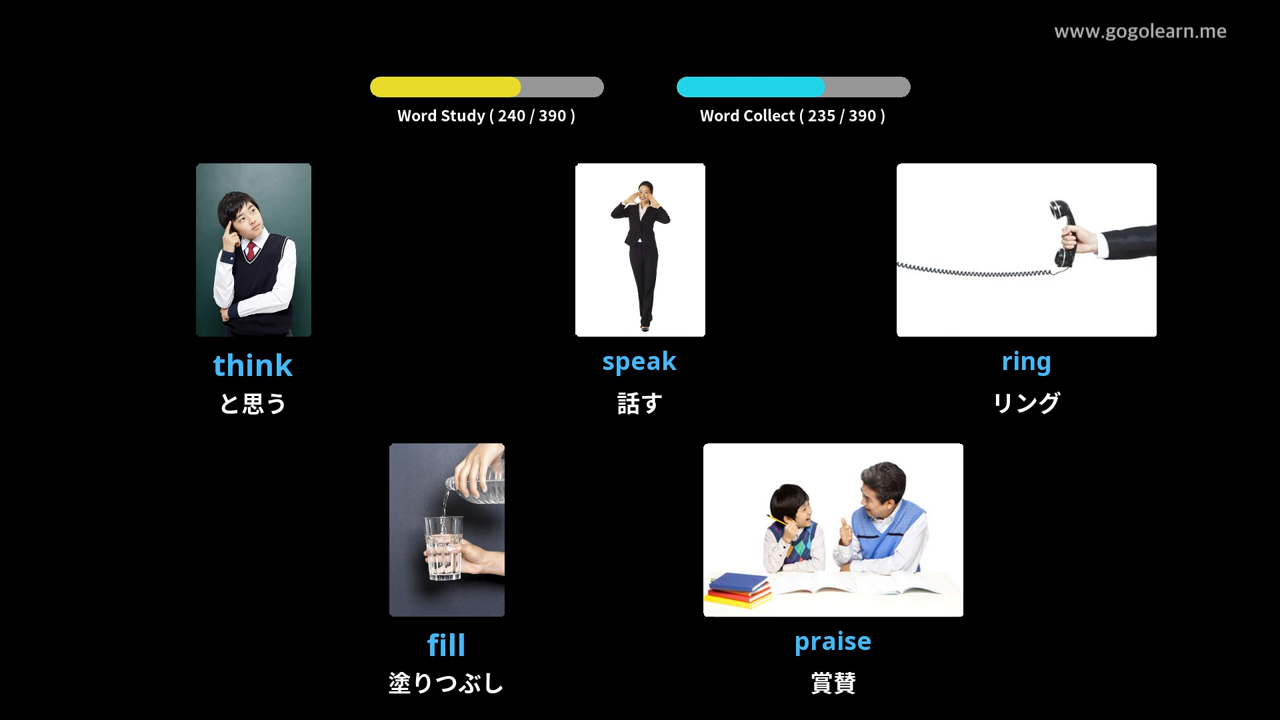 www.gogolearn.me
Word Study ( 240 / 390 )
Word Collect ( 235 / 390 )
think
と思う
speak
話す
ring
リング
fill
塗りつぶし
praise
賞賛